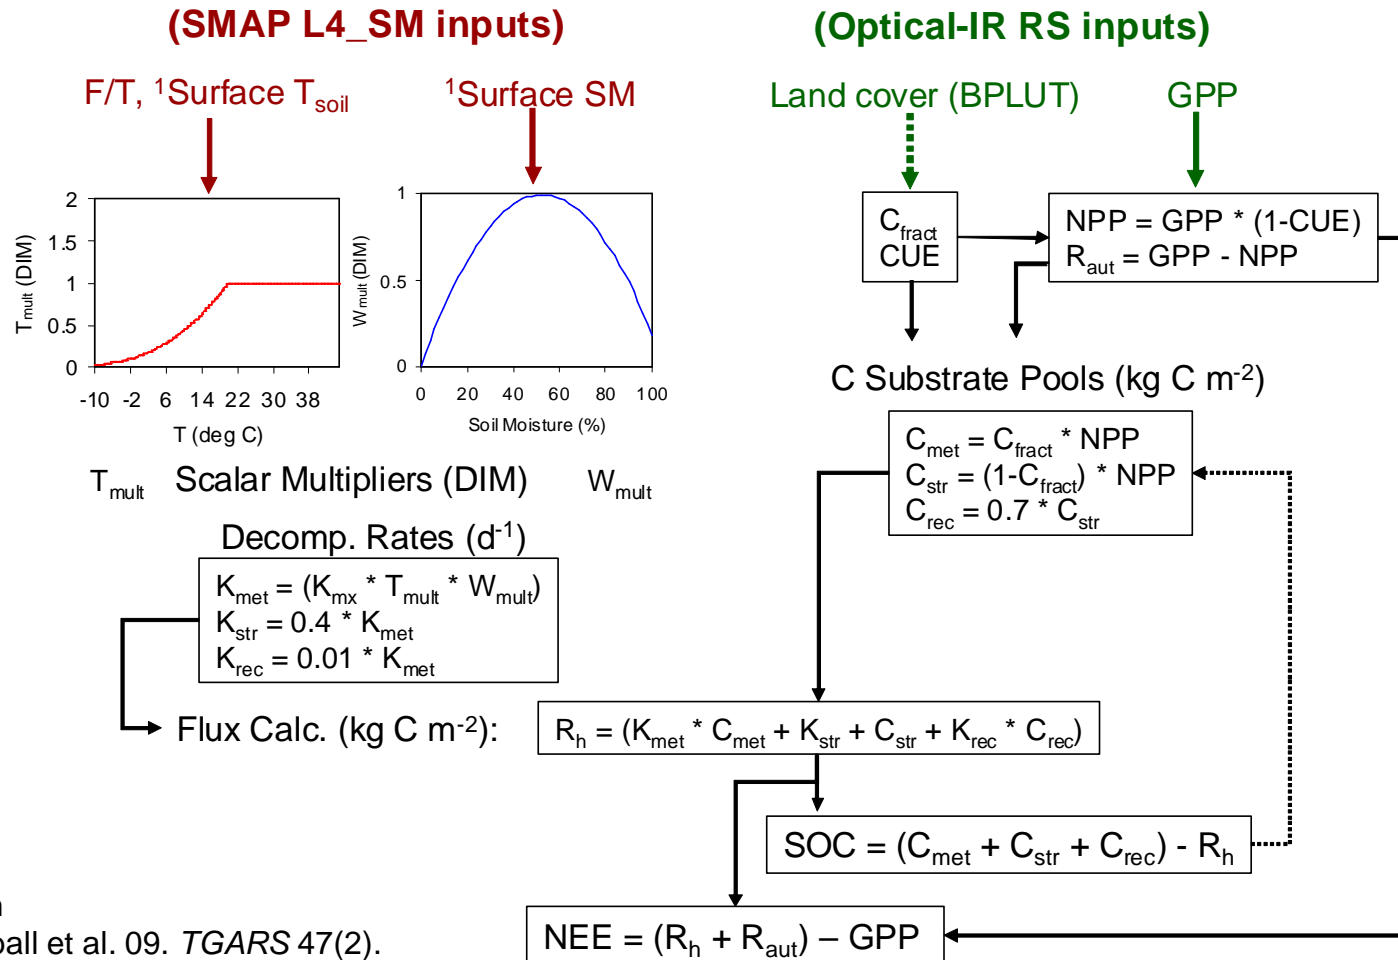 (SMAP L4_SM inputs)
(Optical-IR RS inputs)
F/T, ¹Surface T_soil
¹Surface SM
Land cover (BPLUT)
GPP
2
1.5
1
0.5
0
T_mult (DIM)
-10 -2 6 14 22 30 38
T (deg C)
1
0.5
0
W_mult (DIM)
0 20 40 60 80 100
Soil Moisture (%)
C_fract
CUE
NPP = GPP * (1-CUE)
R_aut = GPP - NPP
T_mult Scalar Multipliers (DIM) W_mult
C Substrate Pools (kg C m⁻²)
C_met = C_fract * NPP
C_str = (1-C_fract) * NPP
C_rec = 0.7 * C_str
Decomp. Rates (d⁻¹)
K_met = (K_mx * T_mult * W_mult)
K_str = 0.4 * K_met
K_rec = 0.01 * K_met
Flux Calc. (kg C m⁻²):
R_h = (K_met * C_met + K_str + C_str + K_rec * C_rec)
SOC = (C_met + C_str + C_rec) - R_h
NEE = (R_h + R_aut) – GPP
et al. 09. TGARS 47(2).